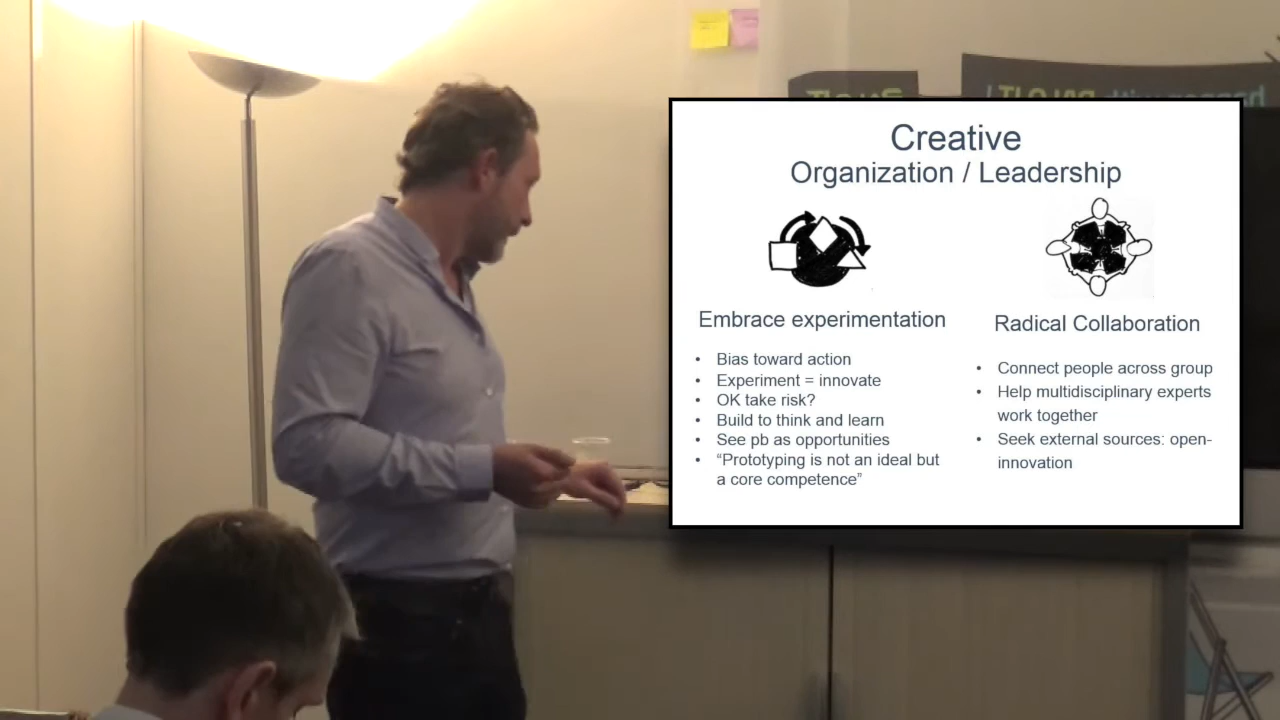 Creative
Organization / Leadership
Embrace experimentation
• Bias toward action
• Experiment = innovate
• OK take risk?
• Build to think and learn
• See pb as opportunities
• “Prototyping is not an ideal but
a core competence”
Radical Collaboration
• Connect people across group
• Help multidisciplinary experts
work together
• Seek external sources: open-
innovation